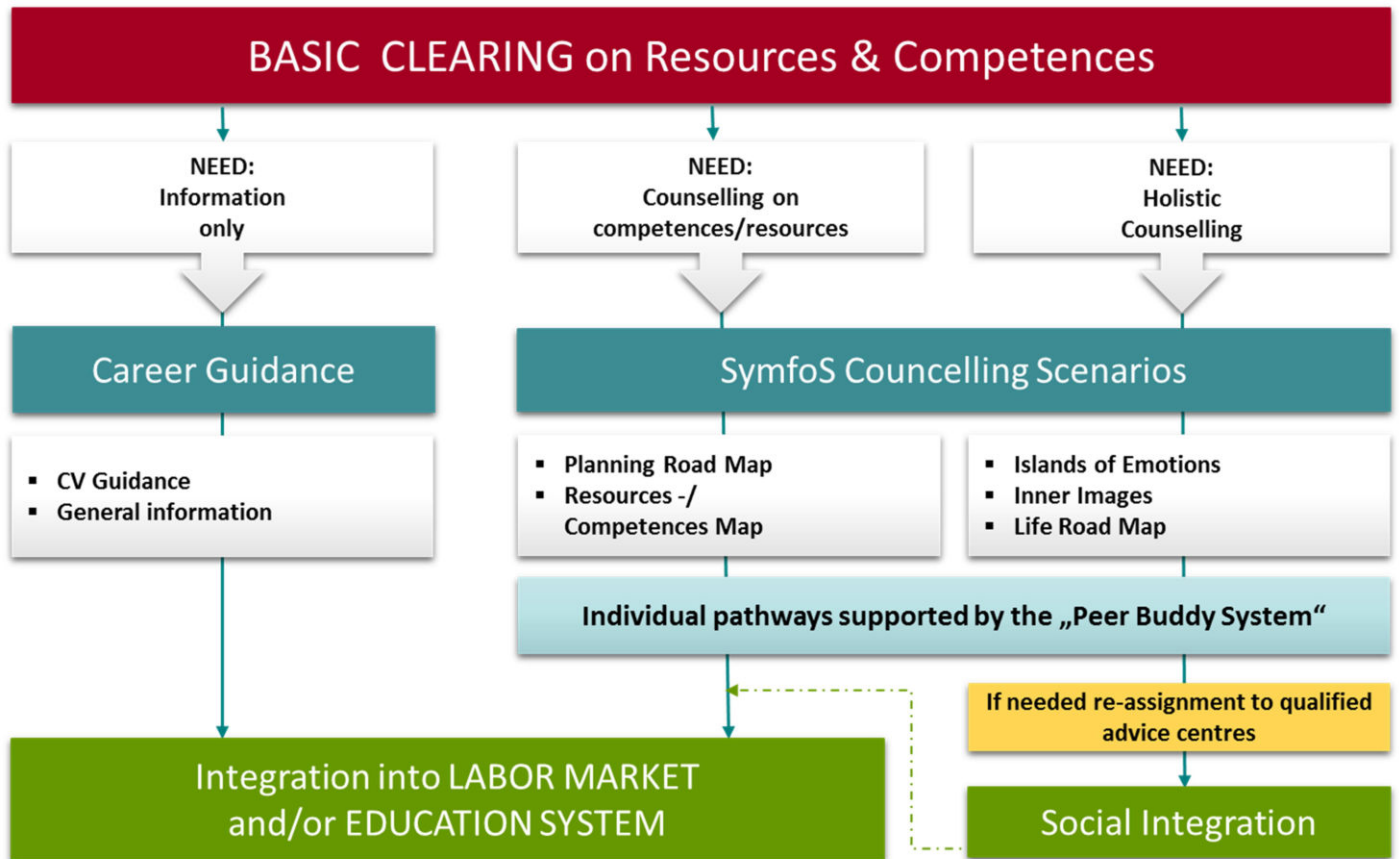 BASIC CLEARING on Resources & Competences
NEED:
Information
only
NEED:
Counselling on
competences/resources
NEED:
Holistic
Counselling
Career Guidance
SymfoS Councelling Scenarios
▪ CV Guidance
▪ General information
▪ Planning Road Map
▪ Resources -/
Competences Map
▪ Islands of Emotions
▪ Inner Images
▪ Life Road Map
Individual pathways supported by the „Peer Buddy System“
If needed re-assignment to qualified
advice centres
Integration into LABOR MARKET
and/or EDUCATION SYSTEM
Social Integration